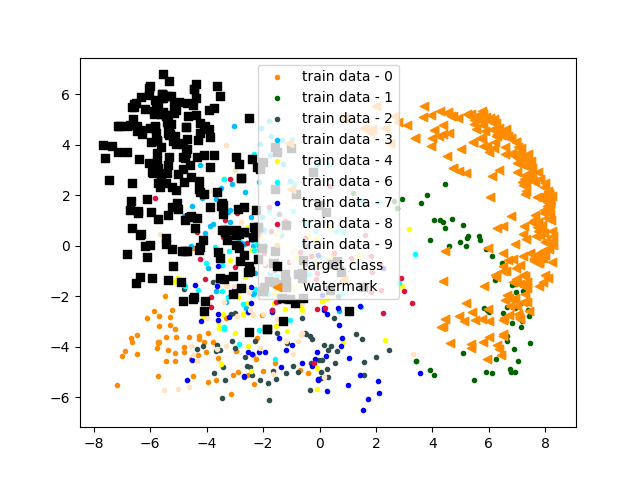 train data - 0
train data - 1
train data - 2
train data - 3
train data - 4
train data - 6
train data - 7
train data - 8
train data - 9
target class
watermark
6
4
2
0
−2
−4
−6
−8 −6 −4 −2 0 2 4 6 8